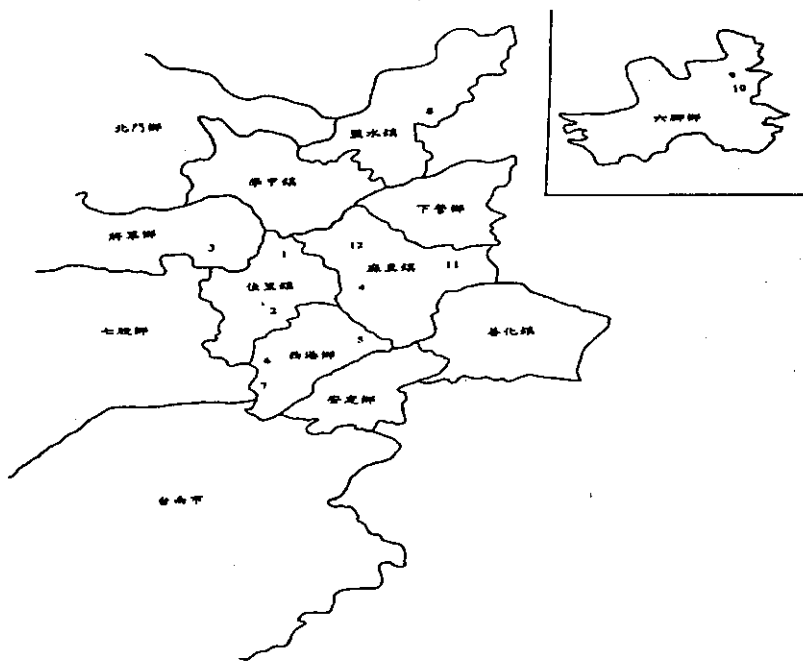 北門鄉
鹽水鎮
8
10
六腳鄉
學甲鎮
下營鄉
將軍鄉
3
1
12
11
麻豆鎮
佳里鎮
4
2
七股鄉
5
西港鄉
善化鎮
6
7
安定鄉
台南市